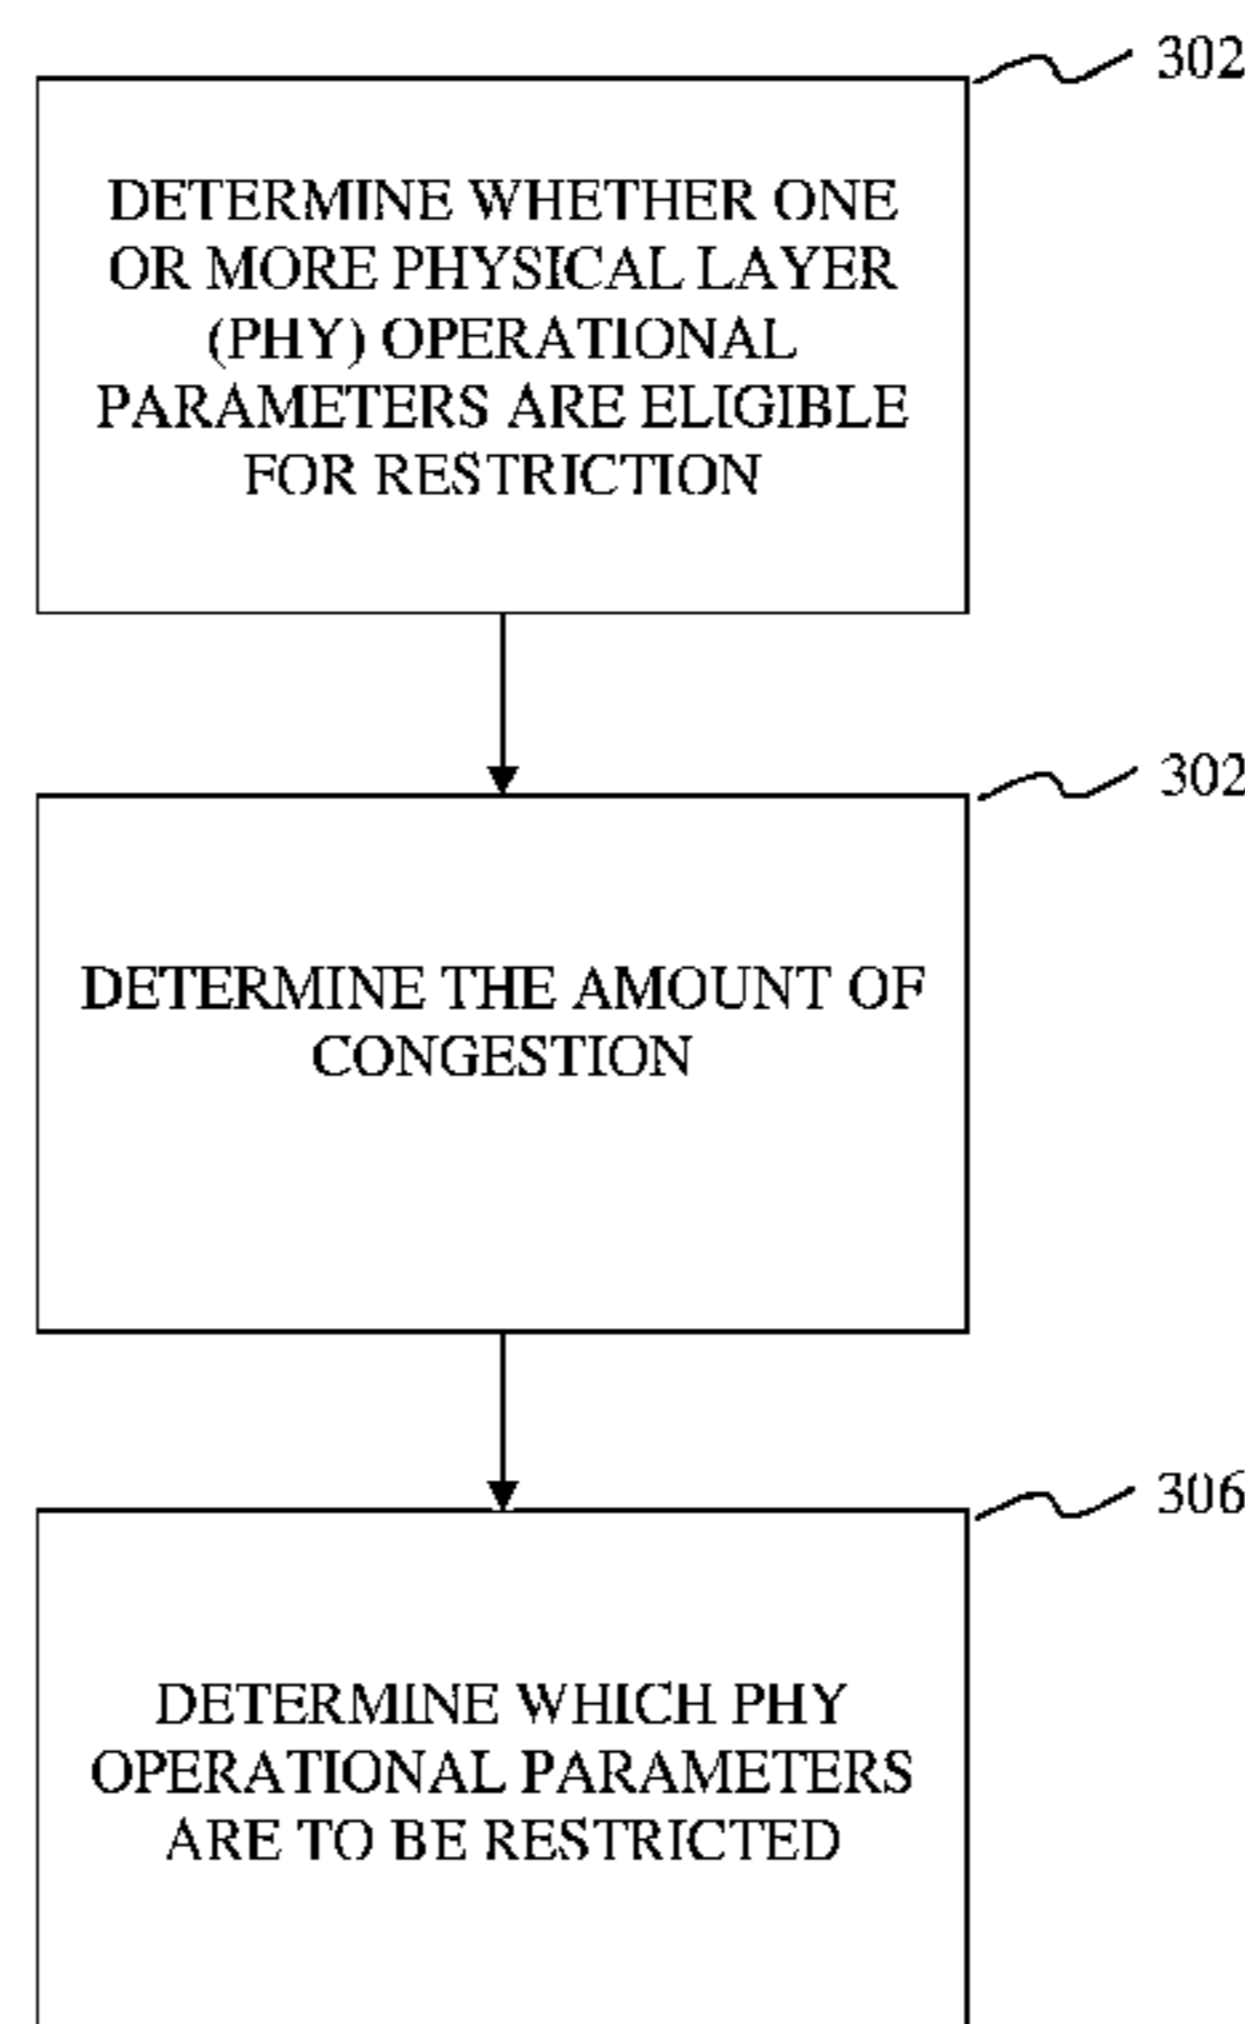 302
DETERMINE WHETHER ONE
OR MORE PHYSICAL LAYER
(PHY) OPERATIONAL
PARAMETERS ARE ELIGIBLE
FOR RESTRICTION
302
DETERMINE THE AMOUNT OF
CONGESTION
306
DETERMINE WHICH PHY
OPERATIONAL PARAMETERS
ARE TO BE RESTRICTED